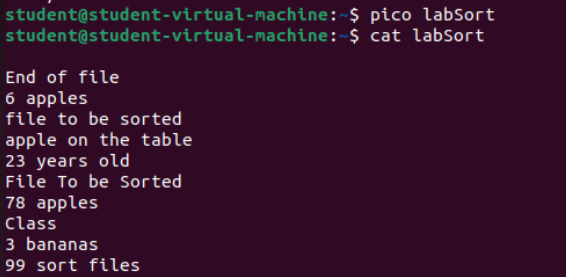 student@student-virtual-machine:~$ pico labSort
student@student-virtual-machine:~$ cat labSort
End of file
6 apples
file to be sorted
apple on the table
23 years old
File To be Sorted
78 apples
Class
3 bananas
99 sort files